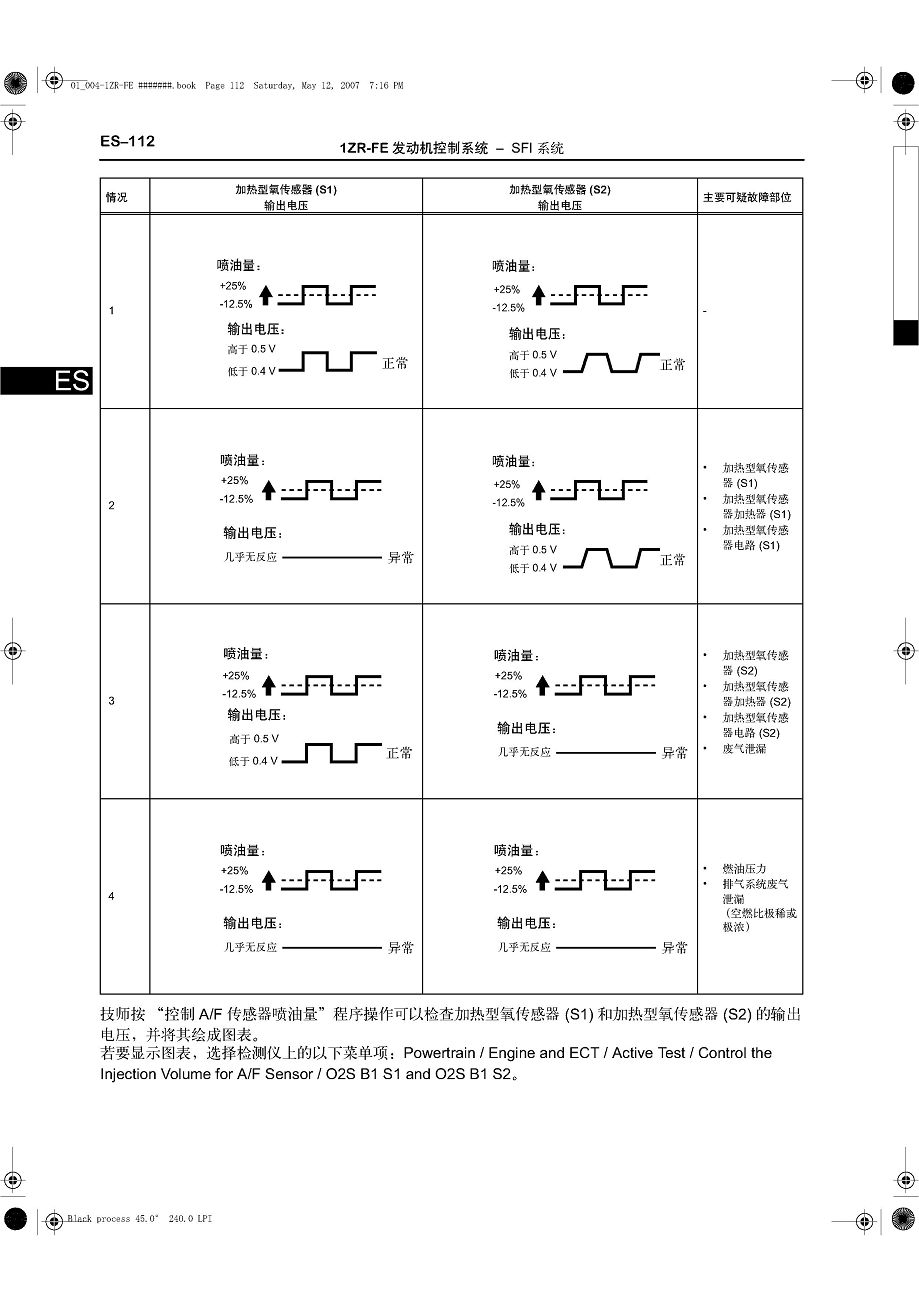 01_004-1ZR-FE #######.book Page 112 Saturday, May 12, 2007 7:16 PM
ES–112
1ZR-FE 发动机控制系统 – SFI 系统
情况
加热型氧传感器 (S1)
输出电压
加热型氧传感器 (S2)
输出电压
主要可疑故障部位
1
喷油量：
+25%
-12.5%
输出电压：
高于 0.5 V
低于 0.4 V
正常
喷油量：
+25%
-12.5%
输出电压：
高于 0.5 V
低于 0.4 V
正常
-
ES
2
喷油量：
+25%
-12.5%
输出电压：
几乎无反应
异常
喷油量：
+25%
-12.5%
输出电压：
高于 0.5 V
低于 0.4 V
正常
• 加热型氧传感
器 (S1)
• 加热型氧传感
器加热器 (S1)
• 加热型氧传感
器电路 (S1)
3
喷油量：
+25%
-12.5%
输出电压：
高于 0.5 V
低于 0.4 V
正常
喷油量：
+25%
-12.5%
输出电压：
几乎无反应
异常
• 加热型氧传感
器 (S2)
• 加热型氧传感
器加热器 (S2)
• 加热型氧传感
器电路 (S2)
• 废气泄漏
4
喷油量：
+25%
-12.5%
输出电压：
几乎无反应
异常
喷油量：
+25%
-12.5%
输出电压：
几乎无反应
异常
• 燃油压力
• 排气系统废气
泄漏
（空燃比极稀或
极浓）
技师按 “控制 A/F 传感器喷油量” 程序操作可以检查加热型氧传感器 (S1) 和加热型氧传感器 (S2) 的输出
电压，并将其绘成图表。
若要显示图表，选择检测仪上的以下菜单项：Powertrain / Engine and ECT / Active Test / Control the
Injection Volume for A/F Sensor / O2S B1 S1 and O2S B1 S2。
Black process 45.0° 240.0 LPI